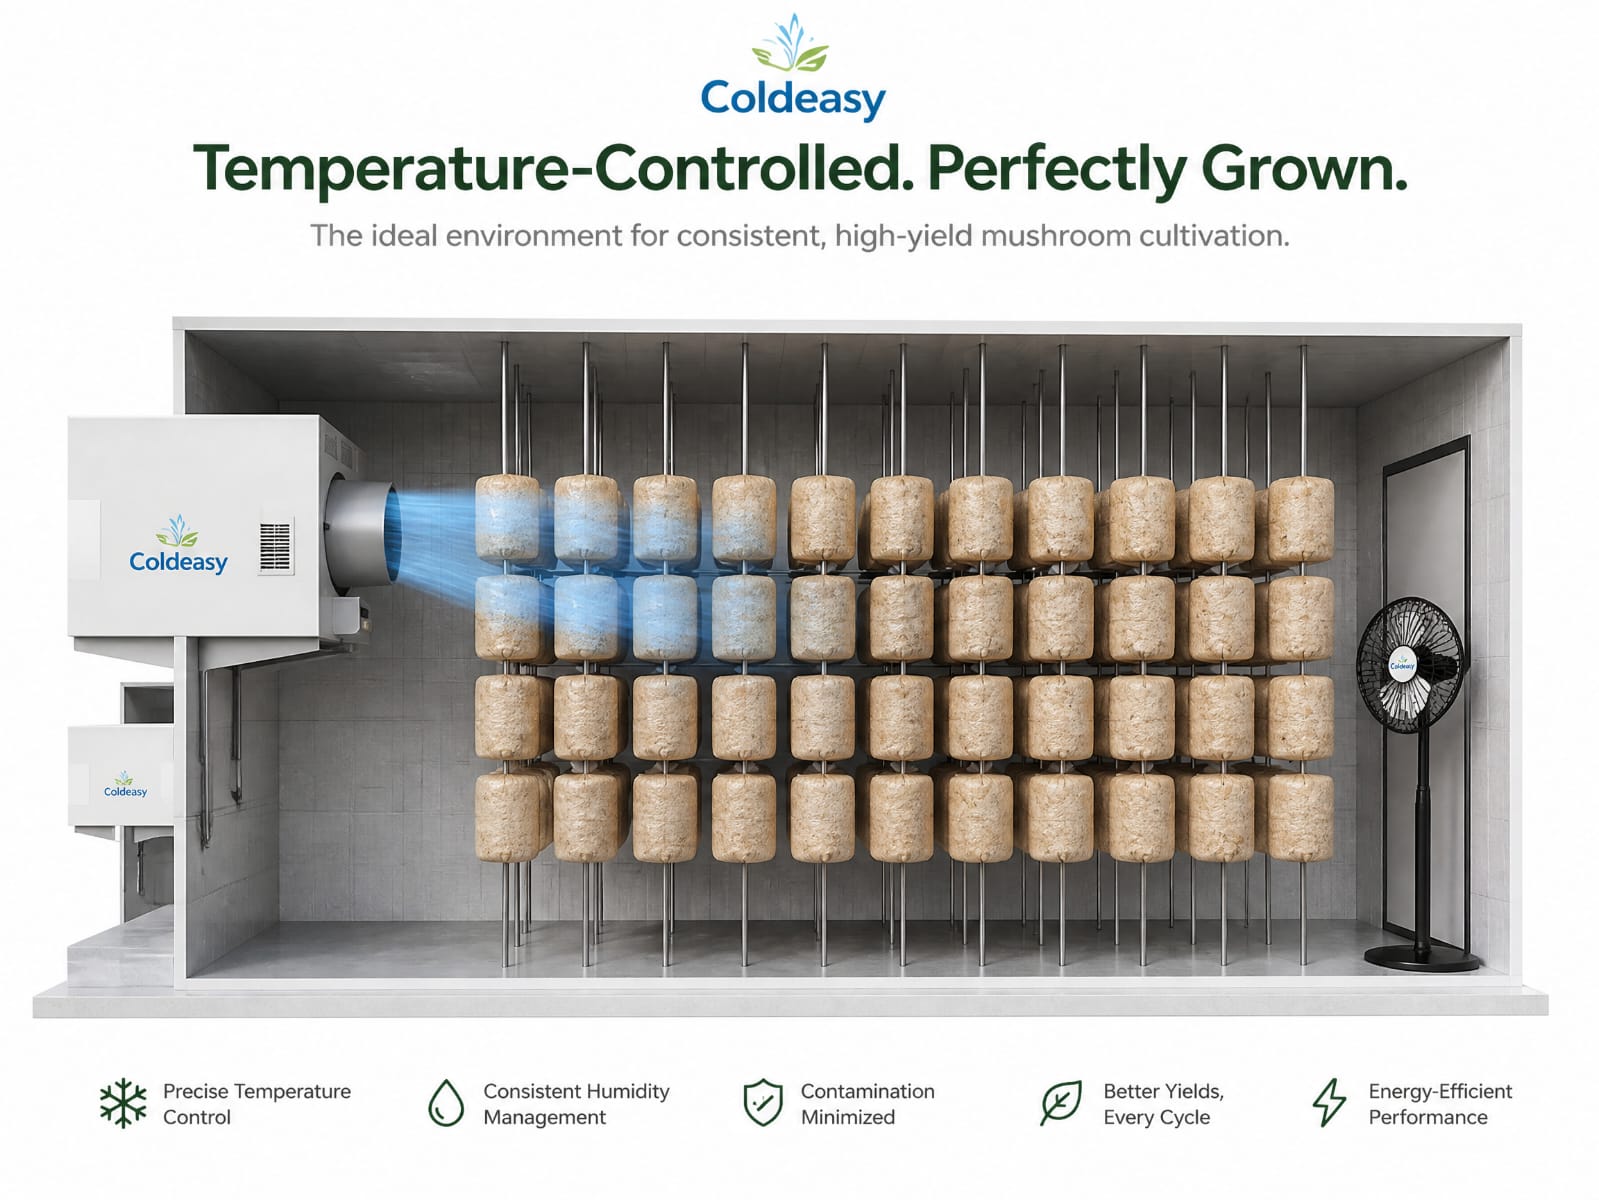 Coldeasy
Temperature-Controlled. Perfectly Grown.
The ideal environment for consistent, high-yield mushroom cultivation.
Coldeasy
Coldeasy
Coldeasy
Precise Temperature
Control
Consistent Humidity
Management
Contamination
Minimized
Better Yields,
Every Cycle
Energy-Efficient
Performance